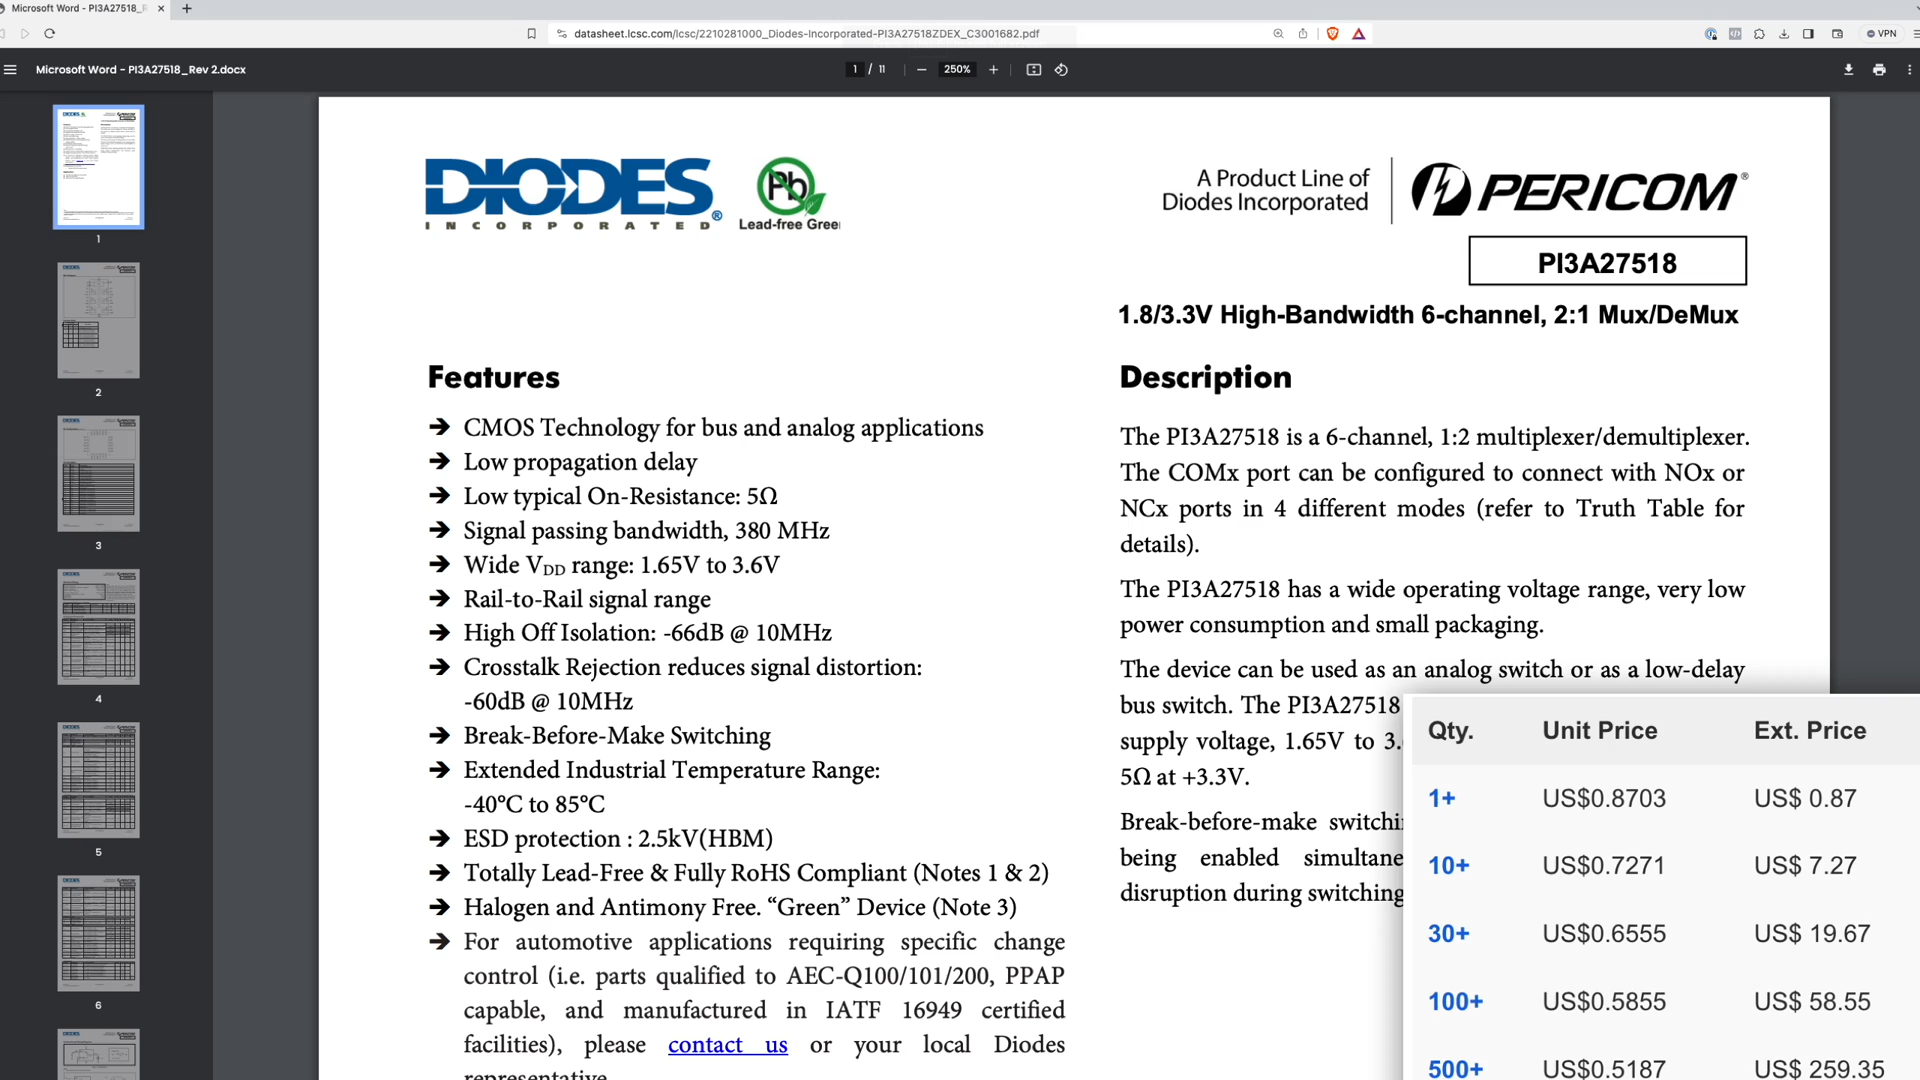 Microsoft Word - PI3A27518_R
datasheet.lcsc.com/lcsc/2210281000_Diodes-Incorporated-PI3A27518ZDEX_C3001682.pdf
VPN
Microsoft Word - PI3A27518_Rev 2.docx
1 / 11
250%
1
2
3
4
5
6
DIODES
INCORPORATED
Pb
Lead-free Green
A Product Line of
Diodes Incorporated
PERICOM
PI3A27518
1.8/3.3V High-Bandwidth 6-channel, 2:1 Mux/DeMux
Features
CMOS Technology for bus and analog applications
Low propagation delay
Low typical On-Resistance: 5Ω
Signal passing bandwidth, 380 MHz
Wide VDD range: 1.65V to 3.6V
Rail-to-Rail signal range
High Off Isolation: -66dB @ 10MHz
Crosstalk Rejection reduces signal distortion:
-60dB @ 10MHz
Break-Before-Make Switching
Extended Industrial Temperature Range:
-40°C to 85°C
ESD protection : 2.5kV(HBM)
Totally Lead-Free & Fully RoHS Compliant (Notes 1 & 2)
Halogen and Antimony Free. “Green” Device (Note 3)
For automotive applications requiring specific change
control (i.e. parts qualified to AEC-Q100/101/200, PPAP
capable, and manufactured in IATF 16949 certified
facilities), please contact us or your local Diodes
representative
Description
The PI3A27518 is a 6-channel, 1:2 multiplexer/demultiplexer.
The COMx port can be configured to connect with NOx or
NCx ports in 4 different modes (refer to Truth Table for
details).
The PI3A27518 has a wide operating voltage range, very low
power consumption and small packaging.
The device can be used as an analog switch or as a low-delay
bus switch. The PI3A27518
supply voltage, 1.65V to 3.
5Ω at +3.3V.
Break-before-make switchi
being enabled simultane
disruption during switching
Qty. Unit Price Ext. Price
1+ US$0.8703 US$ 0.87
10+ US$0.7271 US$ 7.27
30+ US$0.6555 US$ 19.67
100+ US$0.5855 US$ 58.55
500+ US$0.5187 US$ 259.35